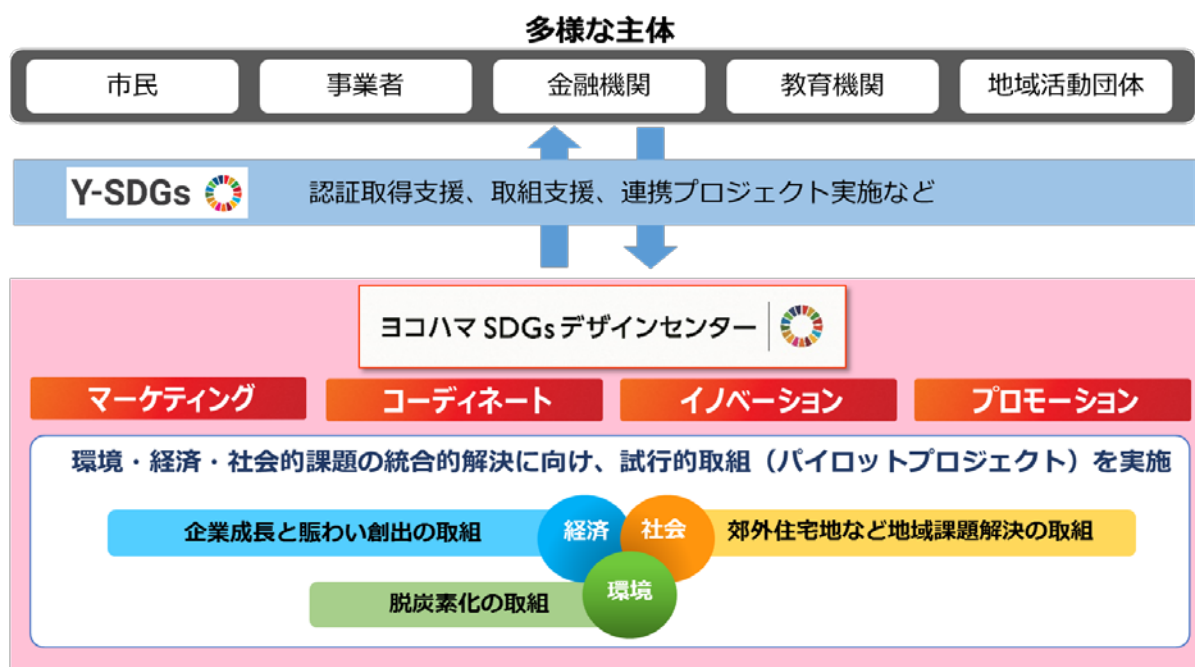 多様な主体
市民
事業者
金融機関
教育機関
地域活動団体
Y-SDGs
認証取得支援、取組支援、連携プロジェクト実施など
ヨコハマ SDGsデザインセンター
マーケティング
コーディネート
イノベーション
プロモーション
環境・経済・社会的課題の統合的解決に向け、試行的取組（パイロットプロジェクト）を実施
企業成長と賑わい創出の取組
経済
社会
郊外住宅地など地域課題解決の取組
脱炭素化の取組
環境